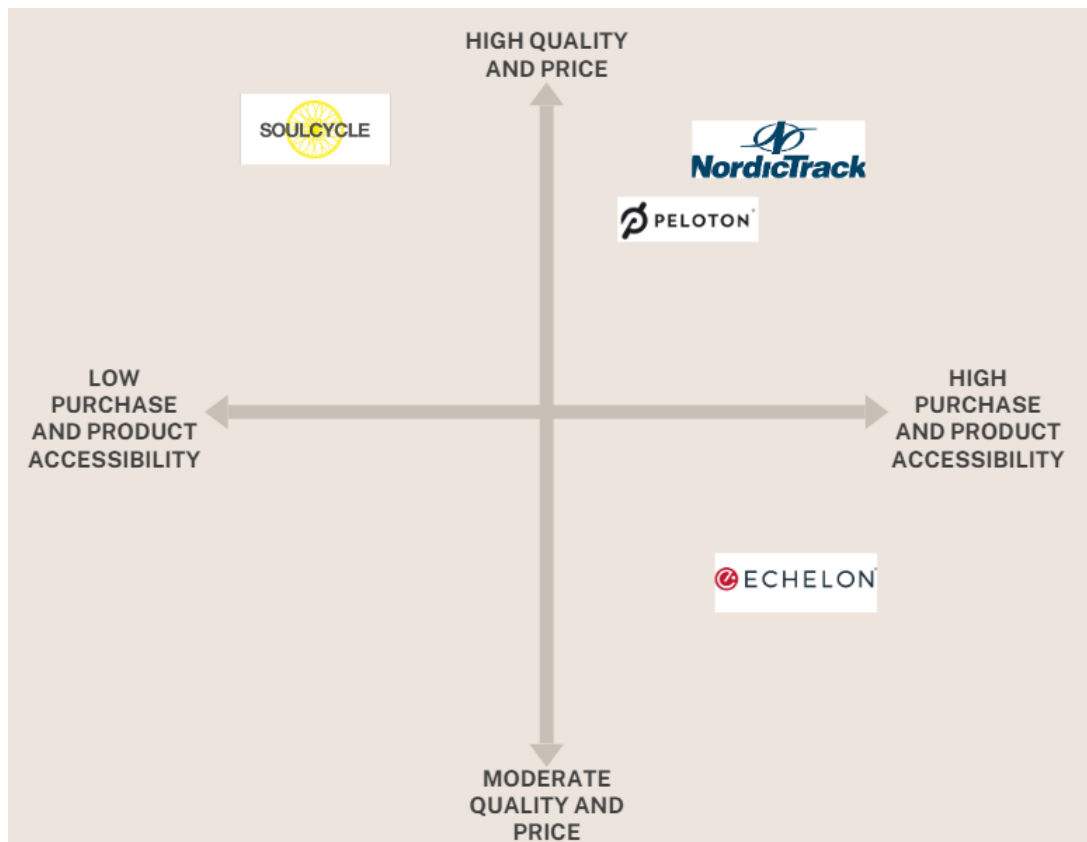 HIGH QUALITY
AND PRICE
SOULCYCLE
NordicTrack
PELOTON
LOW
PURCHASE
AND PRODUCT
ACCESSIBILITY
HIGH
PURCHASE
AND PRODUCT
ACCESSIBILITY
ECHELON
MODERATE
QUALITY AND
PRICE